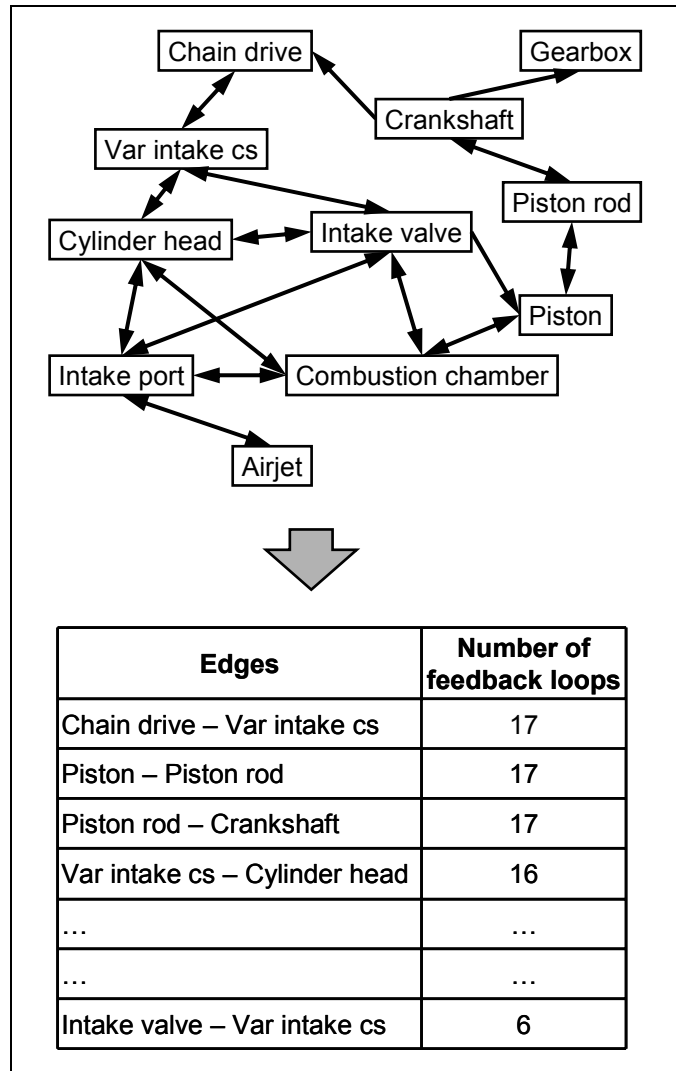 Chain drive
Gearbox
Crankshaft
Var intake cs
Piston rod
Cylinder head
Intake valve
Piston
Intake port
Combustion chamber
Airjet
Edges
Number of
feedback loops
Chain drive – Var intake cs
17
Piston – Piston rod
17
Piston rod – Crankshaft
17
Var intake cs – Cylinder head
16
…
…
…
…
Intake valve – Var intake cs
6